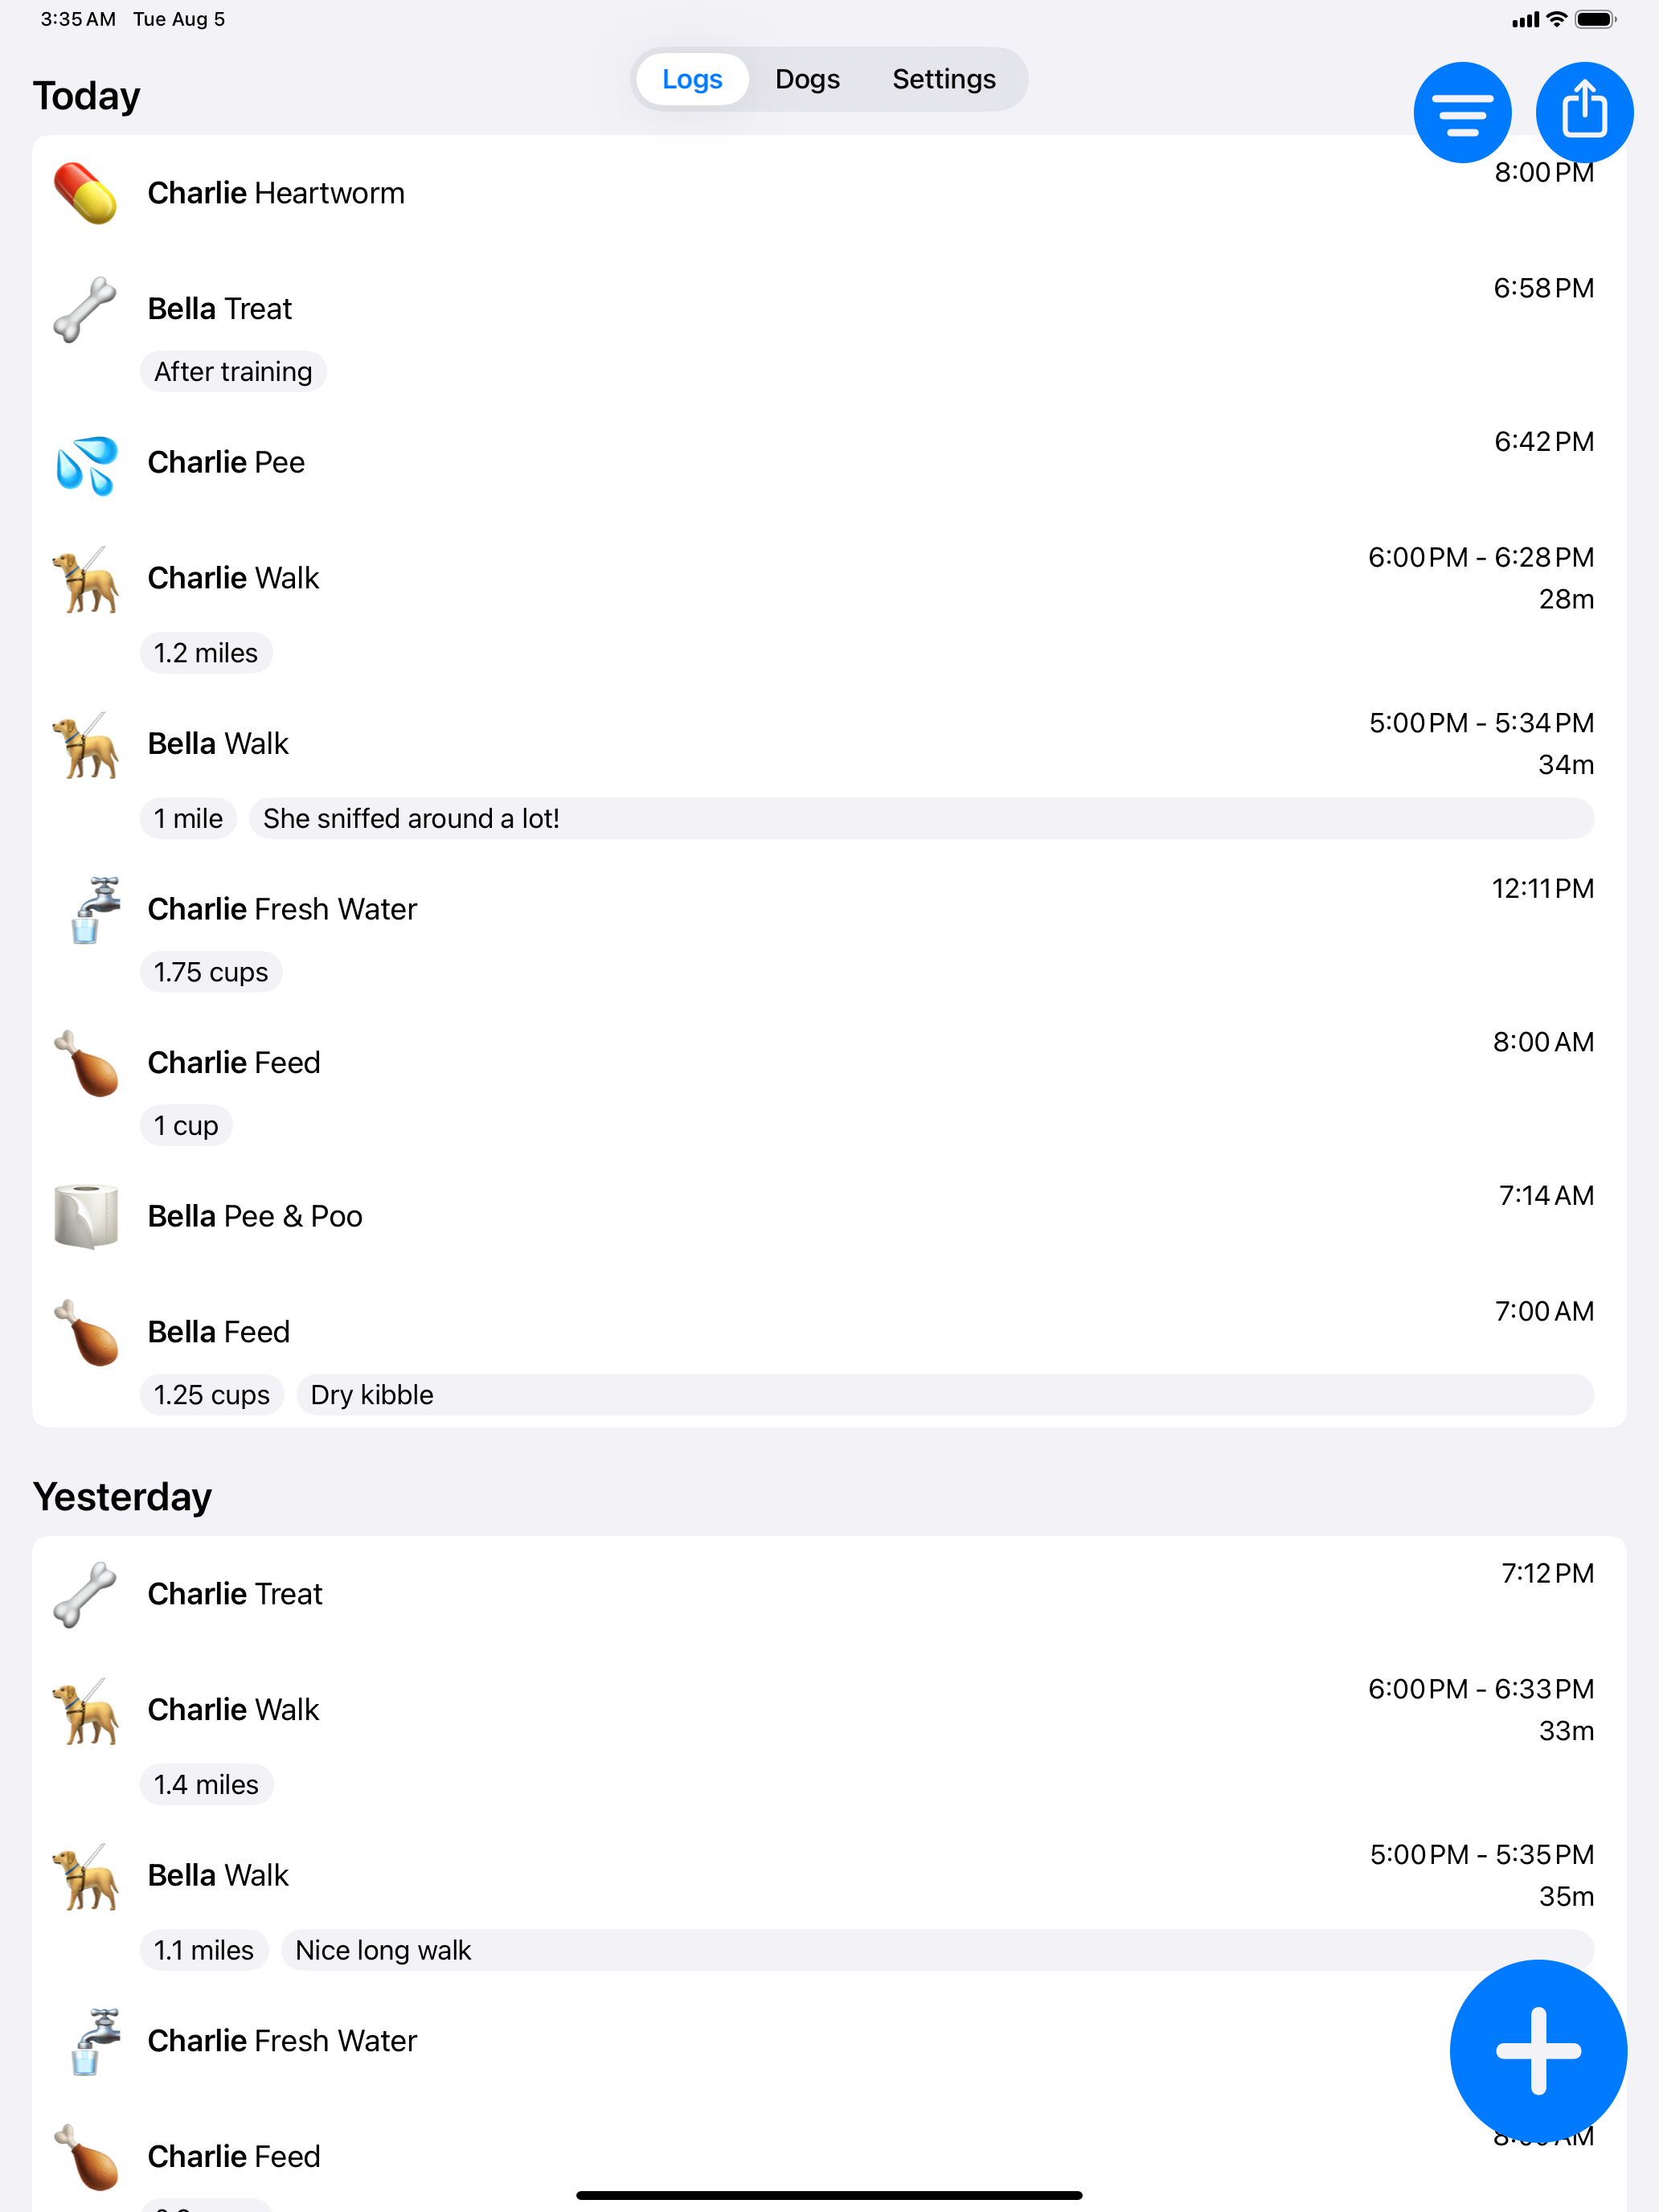 3:35 AM Tue Aug 5
Logs Dogs Settings
Today
Charlie Heartworm 8:00 PM
Bella Treat 6:58 PM
After training
Charlie Pee 6:42 PM
Charlie Walk 6:00 PM - 6:28 PM
28m
1.2 miles
Bella Walk 5:00 PM - 5:34 PM
34m
1 mile She sniffed around a lot!
Charlie Fresh Water 12:11 PM
1.75 cups
Charlie Feed 8:00 AM
1 cup
Bella Pee & Poo 7:14 AM
Bella Feed 7:00 AM
1.25 cups Dry kibble
Yesterday
Charlie Treat 7:12 PM
Charlie Walk 6:00 PM - 6:33 PM
33m
1.4 miles
Bella Walk 5:00 PM - 5:35 PM
35m
1.1 miles Nice long walk
Charlie Fresh Water
Charlie Feed AM